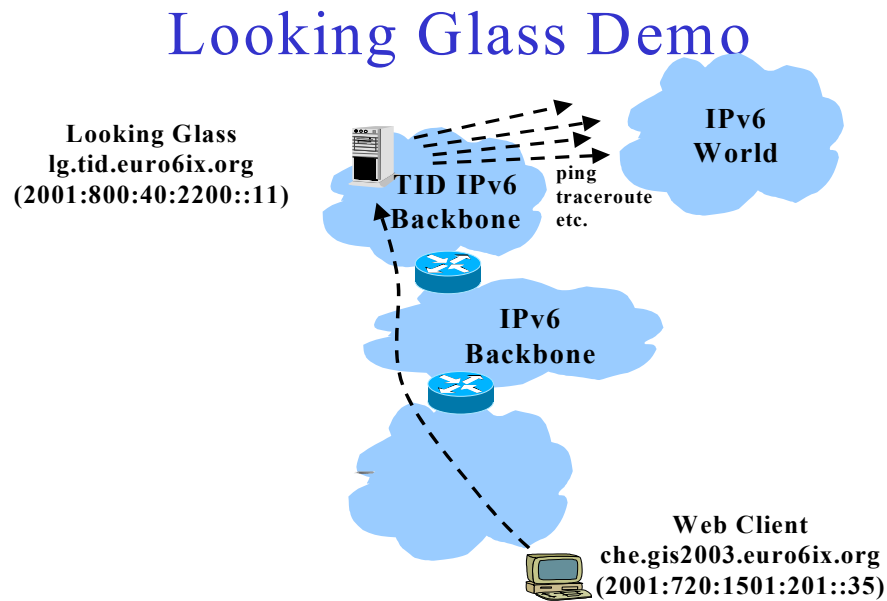 Looking Glass Demo
Looking Glass
lg.tid.euro6ix.org
(2001:800:40:2200::11)
TID IPv6
Backbone
ping
traceroute
etc.
IPv6
World
IPv6
Backbone
Web Client
che.gis2003.euro6ix.org
(2001:720:1501:201::35)